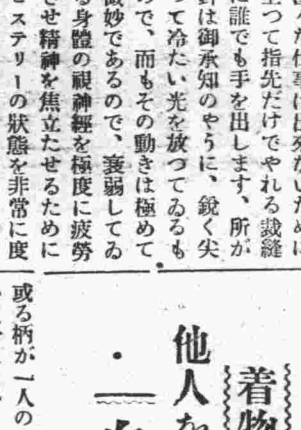 立つて指先だけでやれる裁縫
に誰でも手を出します、所が
針は御承知のやうに、鋭く尖
つて冷たい光を放つてゐるも
ので、而もその動きは極めて
微妙であるので、衰弱してゐ
る身體の視神經を極度に疲勞
させ精神を焦立たせるために
ヒステリーの狀態を非常に度
着物
他人を
或る柄が一人の